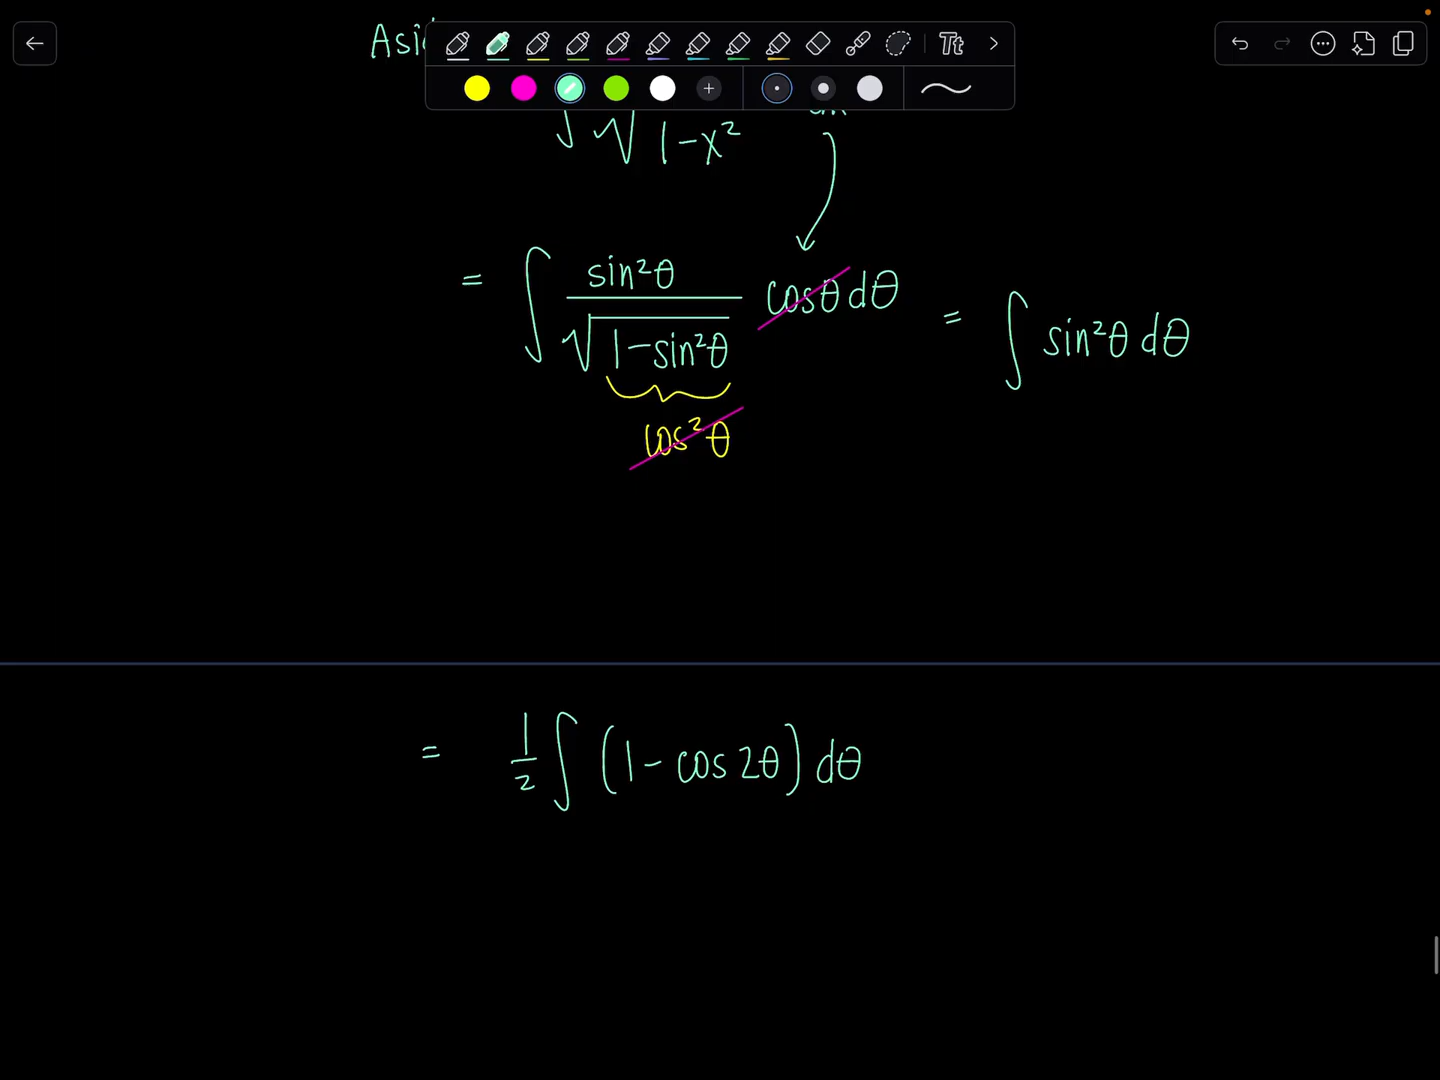 Tt
∫ √ 1-x²
= ∫ sin²θ / √(1-sin²θ) cosθ dθ = ∫ sin²θ dθ
cos²θ
= 1/2 ∫ (1 - cos 2θ) dθ